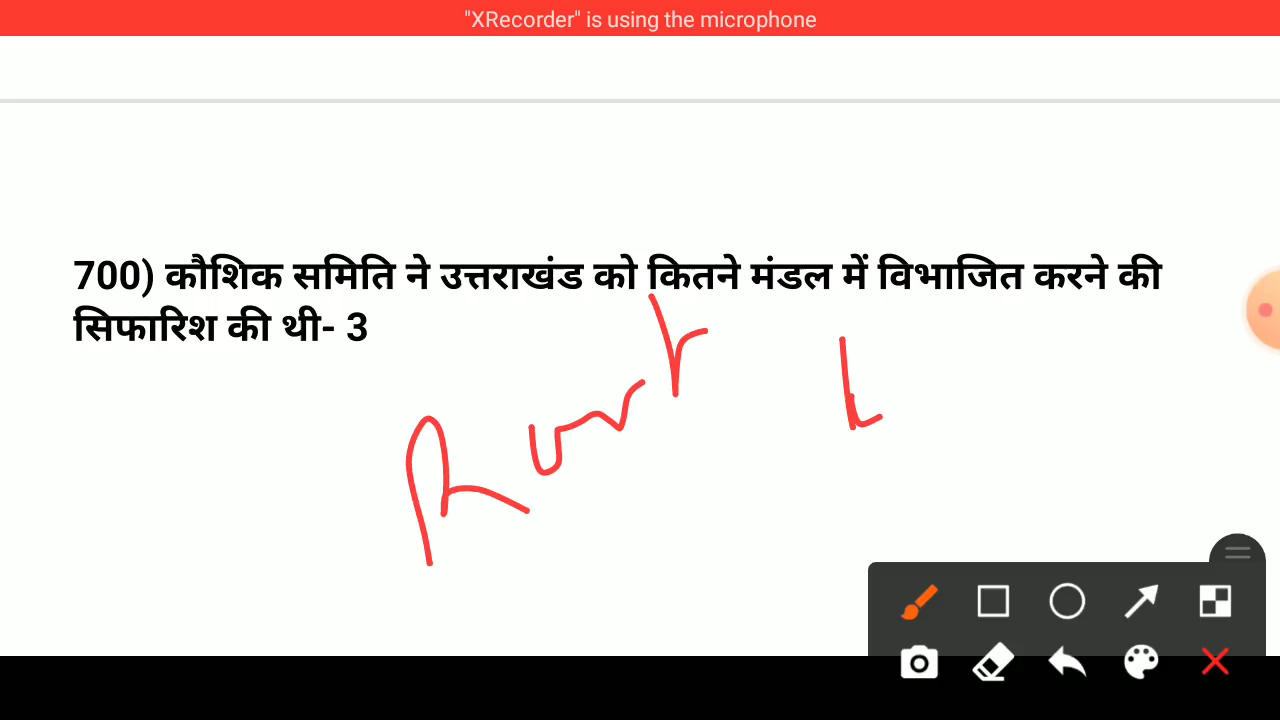 "XRecorder" is using the microphone
700) कौशिक समिति ने उत्तराखंड को कितने मंडल में विभाजित करने की
सिफारिश की थी- 3